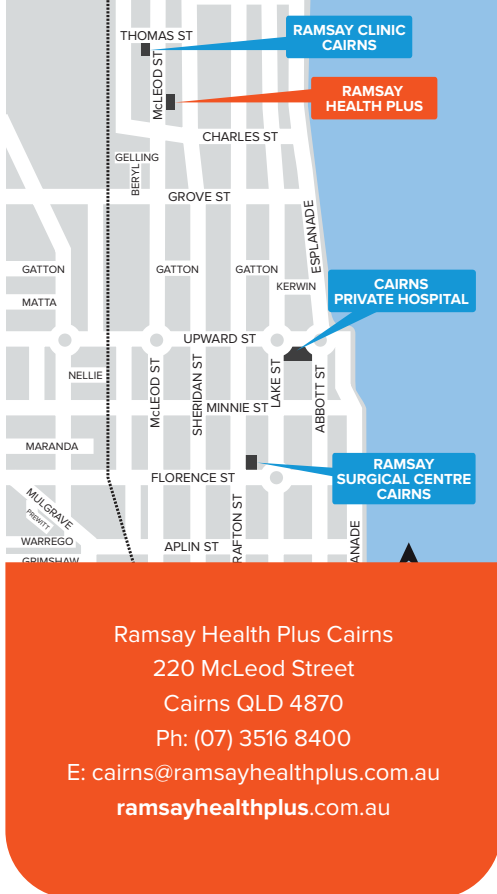 THOMAS ST
RAMSAY CLINIC
CAIRNS
McLEOD ST
RAMSAY
HEALTH PLUS
CHARLES ST
GELLING
BERYL
GROVE ST
ESPLANADE
GATTON
GATTON
GATTON
KERWIN
MATTA
CAIRNS
PRIVATE HOSPITAL
UPWARD ST
NELLIE
McLEOD ST
SHERIDAN ST
LAKE ST
ABBOTT ST
MINNIE ST
MARANDA
FLORENCE ST
RAMSAY
SURGICAL CENTRE
CAIRNS
MULGRAVE
PREWITT
WARREGO
GRIMSHAW
APLIN ST
RAFTON ST
ANADE
Ramsay Health Plus Cairns
220 McLeod Street
Cairns QLD 4870
Ph: (07) 3516 8400
E: cairns@ramsayhealthplus.com.au
ramsayhealthplus.com.au